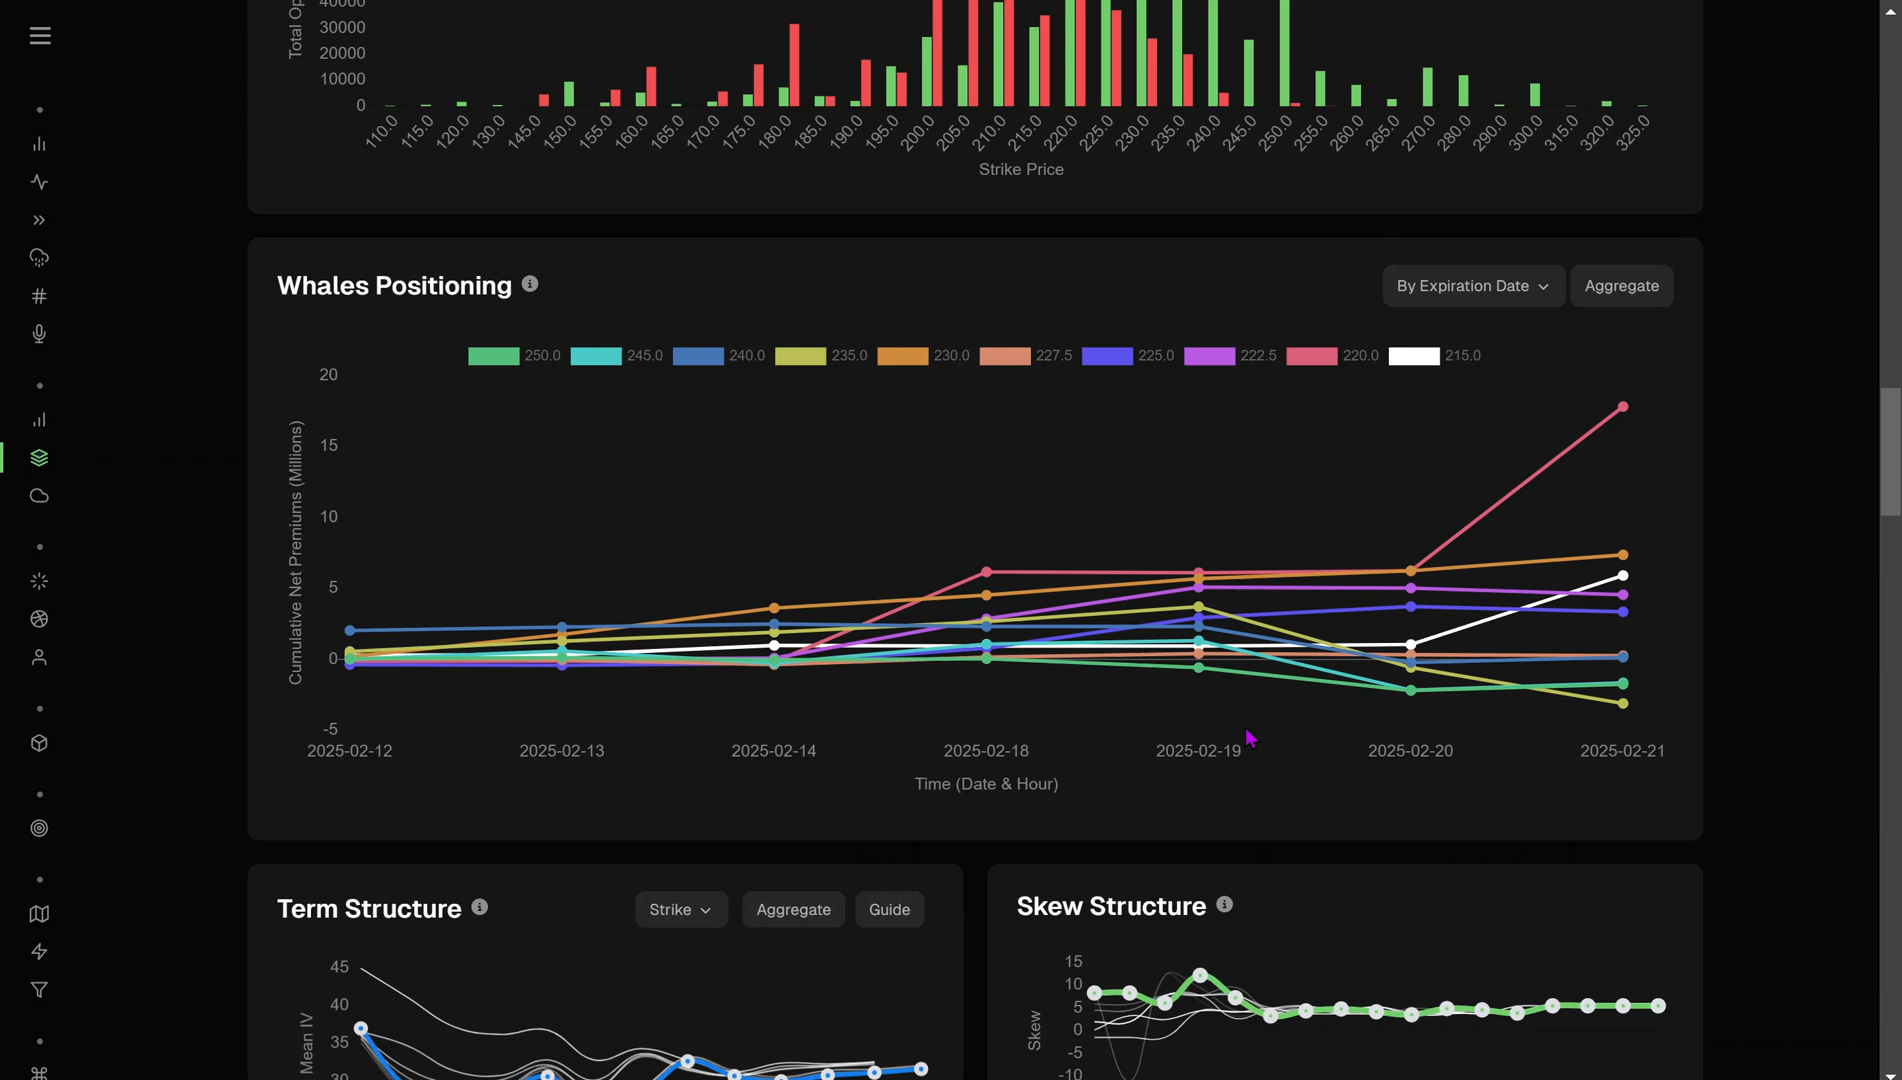 Total Op
40000
30000
20000
10000
0
110.0 115.0 120.0 130.0 145.0 150.0 155.0 160.0 165.0 170.0 175.0 180.0 185.0 190.0 195.0 200.0 205.0 210.0 215.0 220.0 225.0 230.0 235.0 240.0 245.0 250.0 255.0 260.0 265.0 270.0 280.0 290.0 300.0 315.0 320.0 325.0
Strike Price
Whales Positioning
By Expiration Date
Aggregate
250.0 245.0 240.0 235.0 230.0 227.5 225.0 222.5 220.0 215.0
Cumulative Net Premiums (Millions)
20
15
10
5
0
-5
2025-02-12 2025-02-13 2025-02-14 2025-02-18 2025-02-19 2025-02-20 2025-02-21
Time (Date & Hour)
Term Structure
Strike
Aggregate
Guide
Mean IV
45
40
35
30
Skew Structure
Skew
15
10
5
0
-5
-10